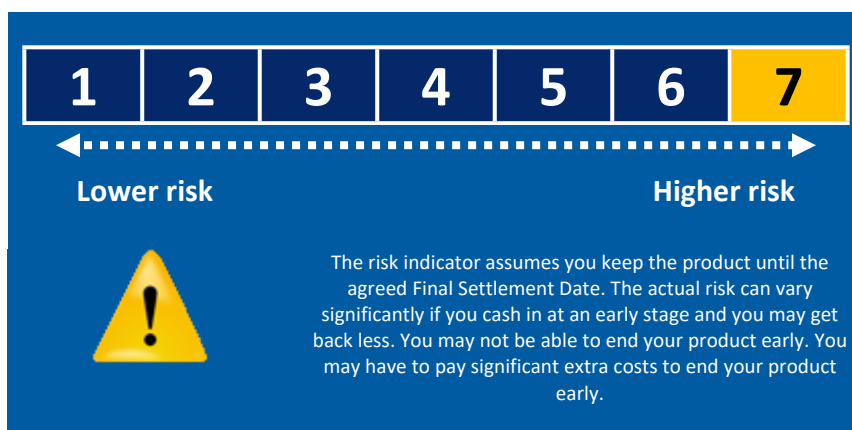 1 2 3 4 5 6 7
Lower risk Higher risk
The risk indicator assumes you keep the product until the
agreed Final Settlement Date. The actual risk can vary
significantly if you cash in at an early stage and you may get
back less. You may not be able to end your product early. You
may have to pay significant extra costs to end your product
early.